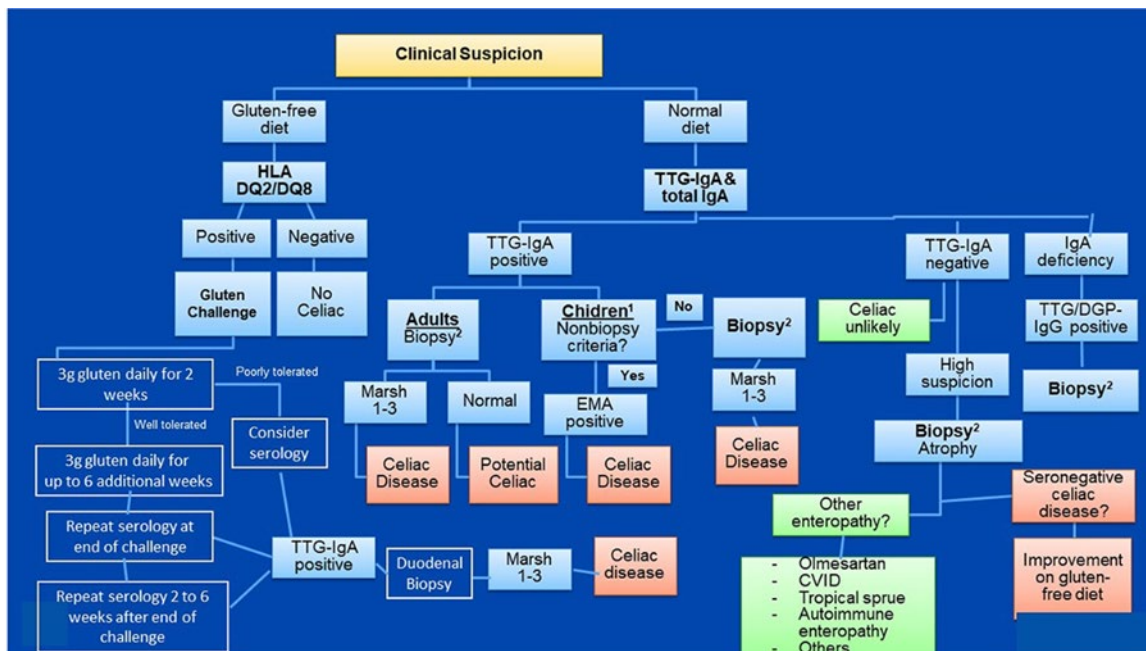 Clinical Suspicion
Gluten-free
diet
Normal
diet
HLA
DQ2/DQ8
TTG-IgA &
total IgA
Positive
Negative
TTG-IgA
positive
TTG-IgA
negative
IgA
deficiency
Gluten
Challenge
No
Celiac
Adults
Biopsy²
Chidren¹
Nonbiopsy
criteria?
No
Biopsy²
Celiac
unlikely
TTG/DGP-
IgG positive
3g gluten daily for 2
weeks
Poorly tolerated
Yes
High
suspicion
Biopsy²
Marsh
1-3
Normal
EMA
positive
Marsh
1-3
Well tolerated
Consider
serology
Biopsy²
Atrophy
3g gluten daily for
up to 6 additional weeks
Celiac
Disease
Potential
Celiac
Celiac
Disease
Celiac
Disease
Other
enteropathy?
Seronegative
celiac
disease?
Repeat serology at
end of challenge
TTG-IgA
positive
Duodenal
Biopsy
Marsh
1-3
Celiac
disease
Improvement
on gluten-
free diet
Repeat serology 2 to 6
weeks after end of
challenge
- Olmesartan
- CVID
- Tropical sprue
- Autoimmune
enteropathy
- Others